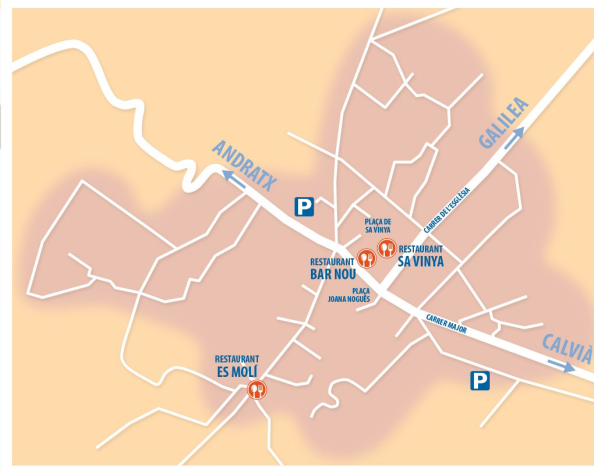 GALILEA
ANDRATX
P
CARRER DE L'ESGLÉSIA
PLAÇA DE
SA VINYA
RESTAURANT
SA VINYA
RESTAURANT
BAR NOU
PLAÇA
JOANA NOGUÉS
CARRER MAJOR
CALVIÀ
RESTAURANT
ES MOLÍ
P